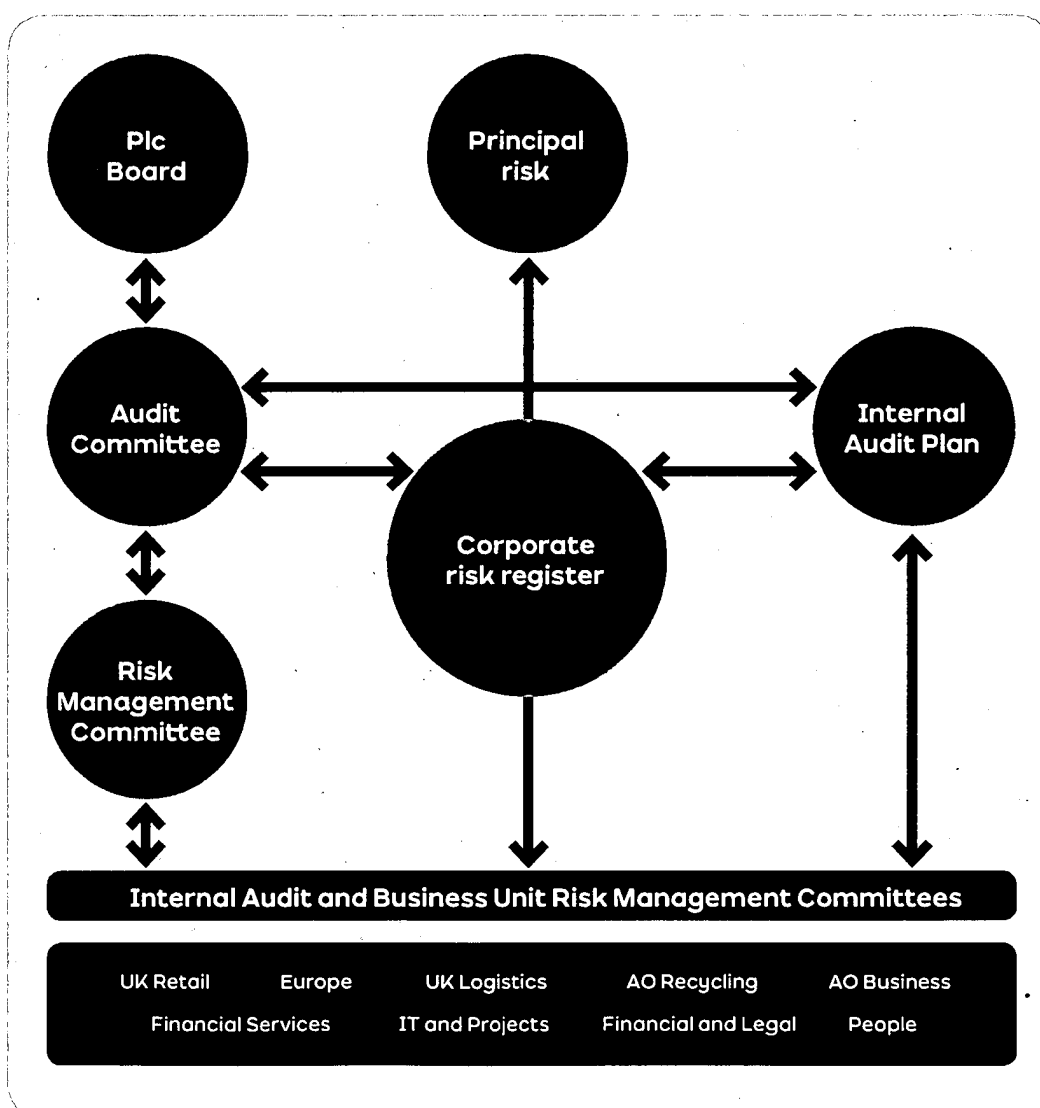 Plc
Board
Principal
risk
Audit
Committee
Internal
Audit Plan
Corporate
risk register
Risk
Management
Committee
Internal Audit and Business Unit Risk Management Committees
UK Retail Europe UK Logistics AO Recycling AO Business
Financial Services IT and Projects Financial and Legal People